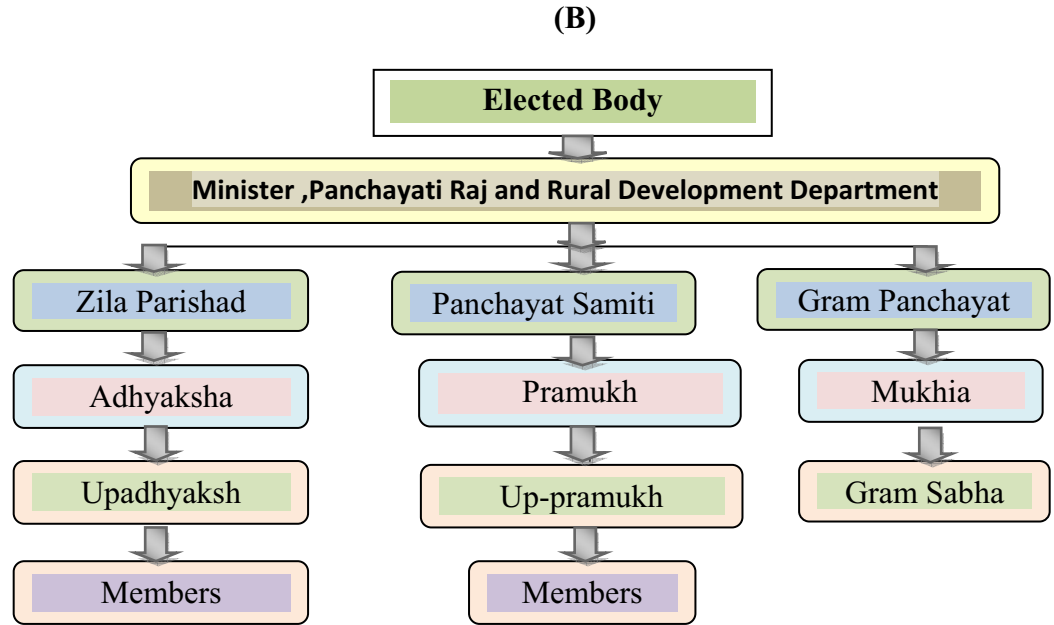 (B)
Elected Body
Minister ,Panchayati Raj and Rural Development Department
Zila Parishad
Panchayat Samiti
Gram Panchayat
Adhyaksha
Pramukh
Mukhia
Upadhyaksh
Up-pramukh
Gram Sabha
Members
Members